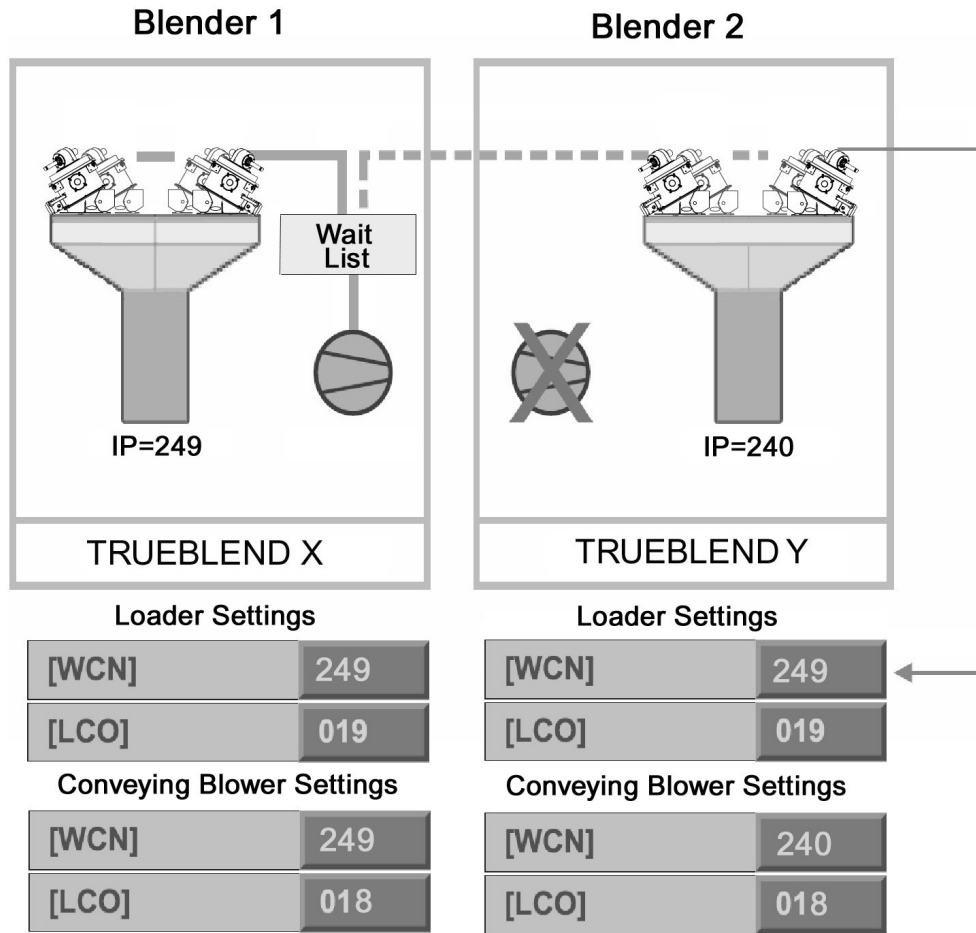 Blender 1
Blender 2
Wait
List
IP=249
IP=240
TRUEBLEND X
TRUEBLEND Y
Loader Settings
[WCN] 249
[LCO] 019
Conveying Blower Settings
[WCN] 249
[LCO] 018
Loader Settings
[WCN] 249
[LCO] 019
Conveying Blower Settings
[WCN] 240
[LCO] 018